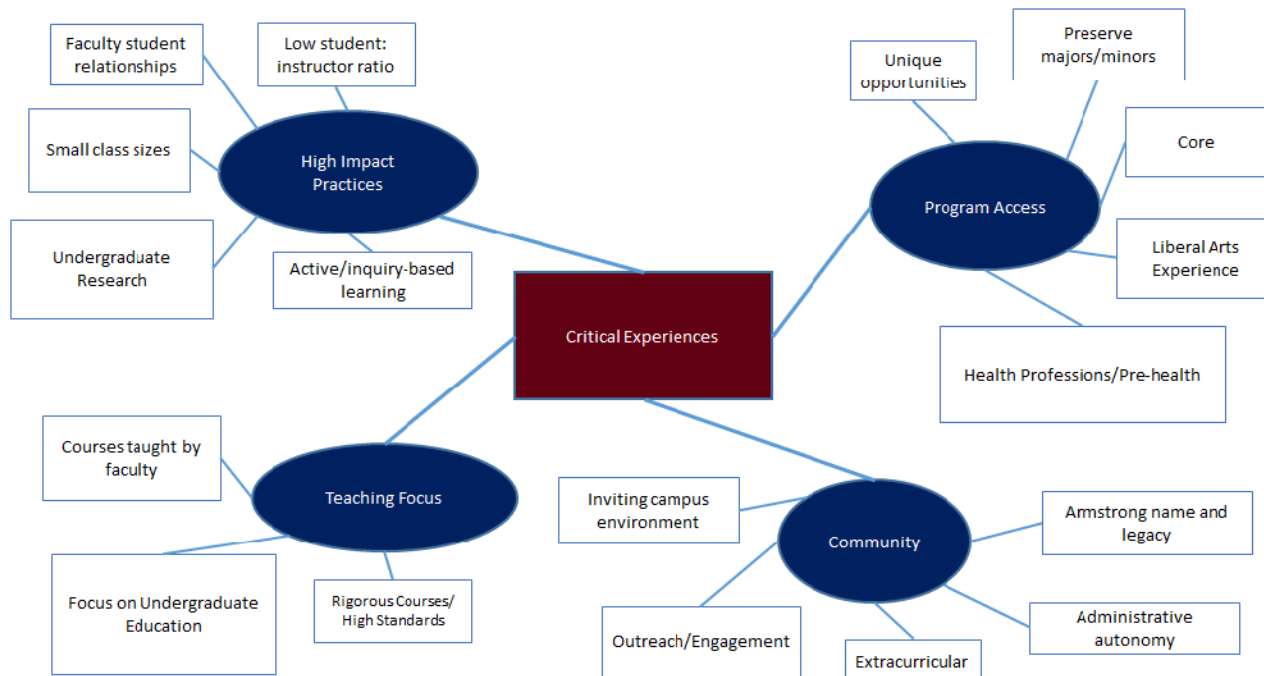 Faculty student
relationships
Low student:
instructor ratio
Small class sizes
High Impact
Practices
Undergraduate
Research
Active/inquiry-based
learning
Unique
opportunities
Preserve
majors/minors
Core
Program Access
Liberal Arts
Experience
Health Professions/Pre-health
Critical Experiences
Courses taught by
faculty
Teaching Focus
Focus on Undergraduate
Education
Rigorous Courses/
High Standards
Inviting campus
environment
Community
Armstrong name and
legacy
Outreach/Engagement
Extracurricular
Administrative
autonomy